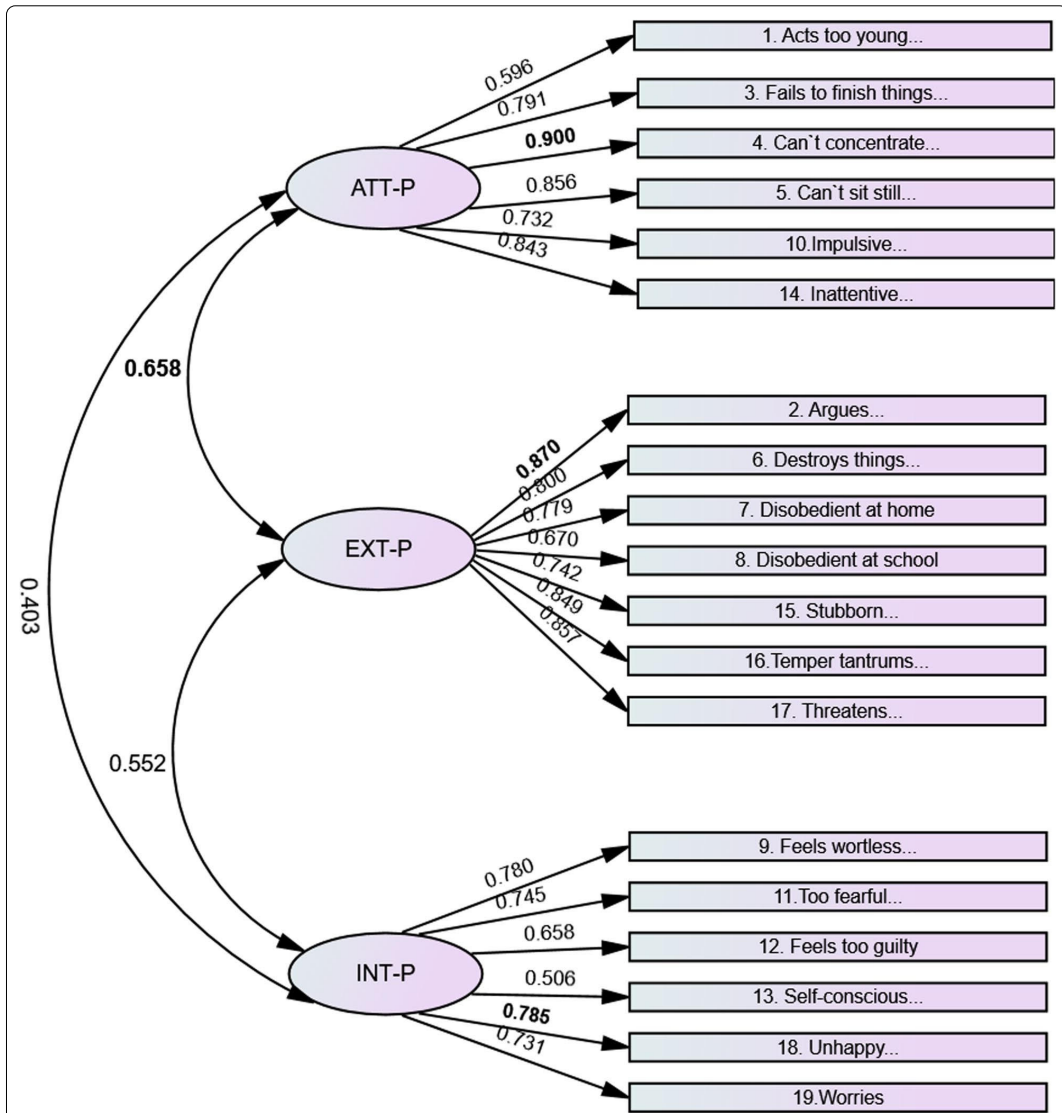 1. Acts too young...
0.596
0.791
3. Fails to finish things...
0.900
4. Can`t concentrate...
ATT-P
0.856
5. Can`t sit still...
0.732
10.Impulsive...
0.843
14. Inattentive...
0.658
2. Argues...
0.870
6. Destroys things...
0.800
0.779
7. Disobedient at home
0.670
EXT-P
8. Disobedient at school
0.742
0.849
15. Stubborn...
0.857
16.Temper tantrums...
17. Threatens...
0.403
0.552
9. Feels wortless...
0.780
0.745
11.Too fearful...
0.658
12. Feels too guilty
INT-P
0.506
13. Self-conscious...
0.785
0.731
18. Unhappy...
19.Worries